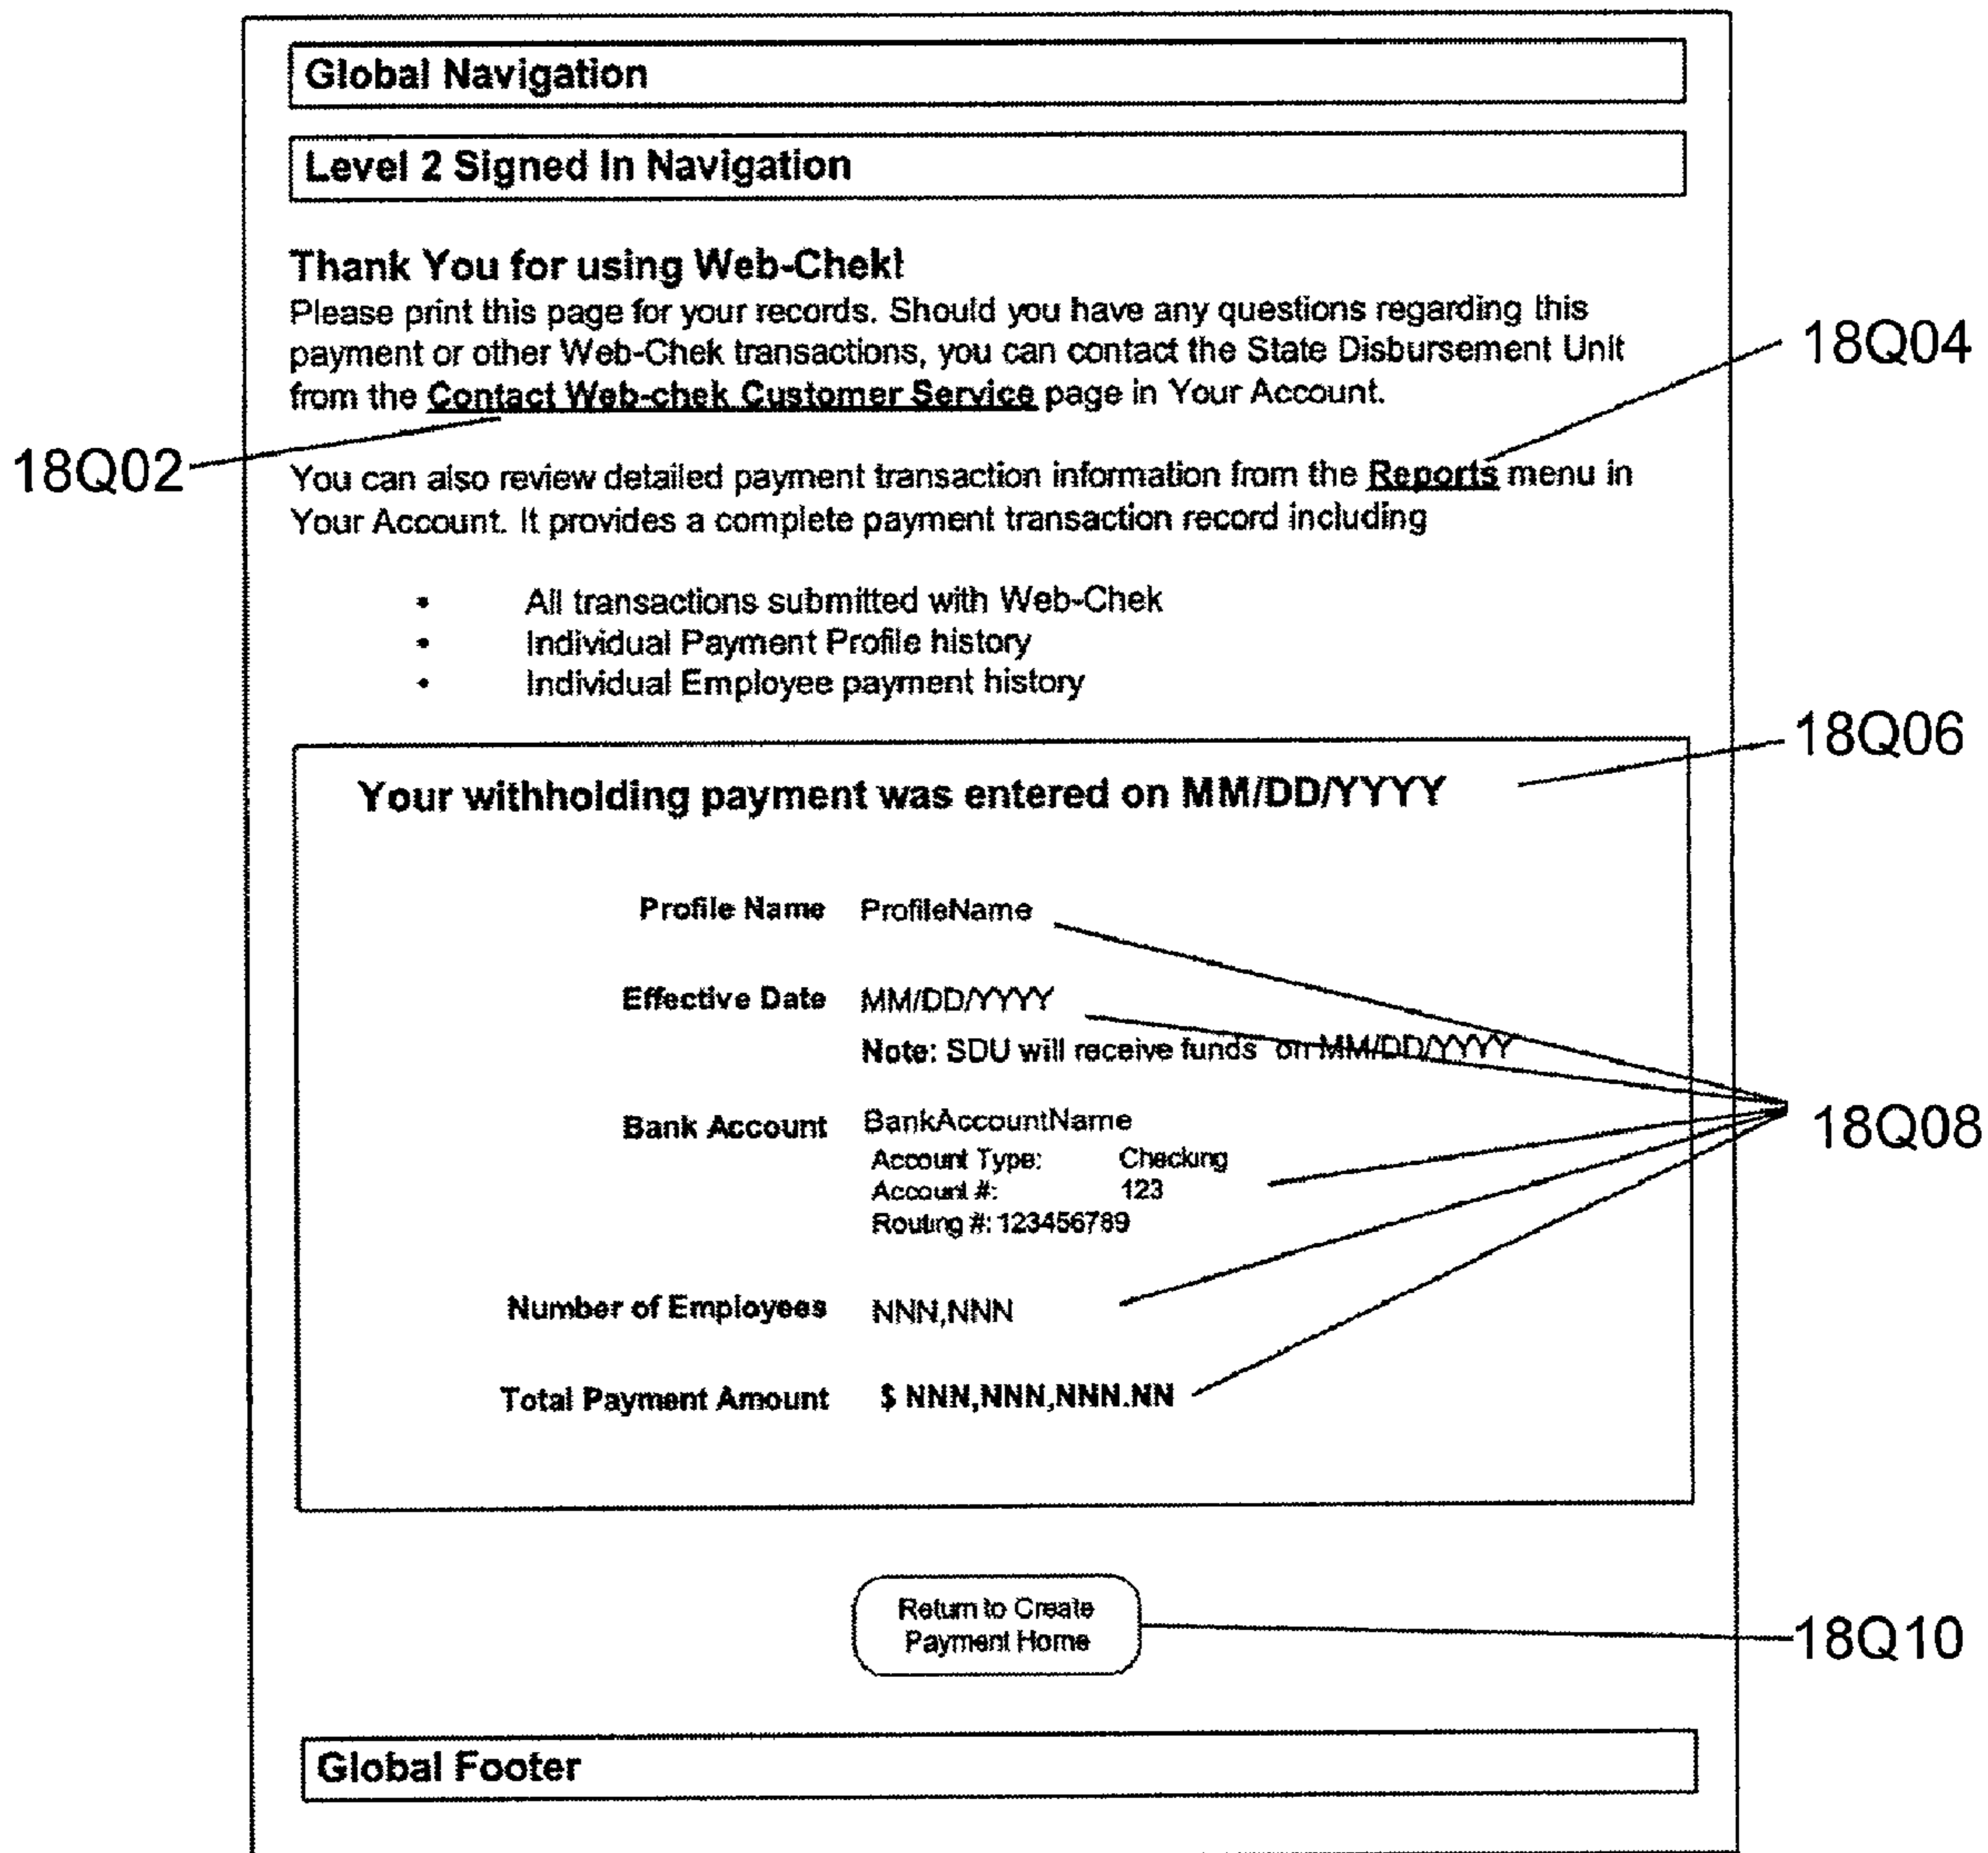 Global Navigation
Level 2 Signed In Navigation
Thank You for using Web-Chek!
Please print this page for your records. Should you have any questions regarding this
payment or other Web-Chek transactions, you can contact the State Disbursement Unit
18Q04
from the Contact Web-chek Customer Service page in Your Account.
18Q02
You can also review detailed payment transaction information from the Reports menu in
Your Account. It provides a complete payment transaction record including
• All transactions submitted with Web-Chek
• Individual Payment Profile history
• Individual Employee payment history
18Q06
Your withholding payment was entered on MM/DD/YYYY
Profile Name ProfileName
Effective Date MM/DD/YYYY
Note: SDU will receive funds on MM/DD/YYYY
Bank Account BankAccountName
18Q08
Account Type: Checking
Account #: 123
Routing #: 123456789
Number of Employees NNN,NNN
Total Payment Amount $ NNN,NNN,NNN.NN
Return to Create
Payment Home
18Q10
Global Footer